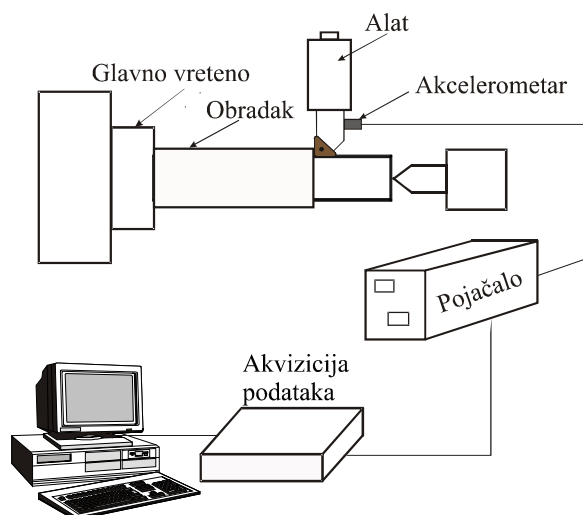 Alat
Glavno vreteno
Akcelerometar
Obradak
Pojačalo
Akvizicija
podataka